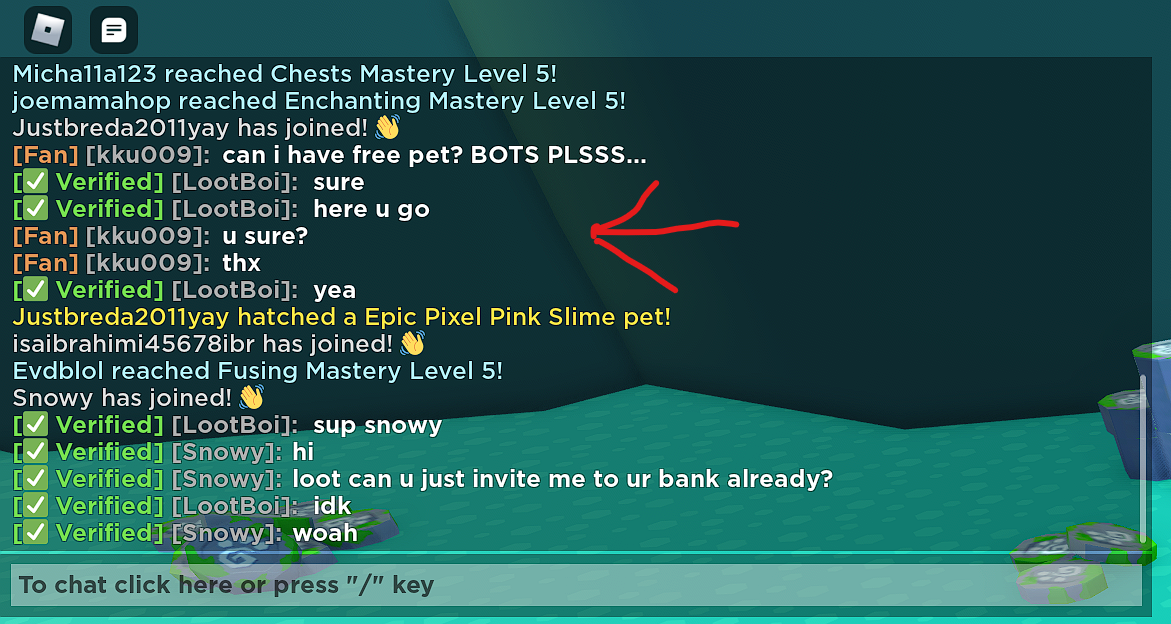 Micha11a123 reached Chests Mastery Level 5!
joemamahop reached Enchanting Mastery Level 5!
Justbreda2011yay has joined! 👋
[Fan] [kku009]: can i have free pet? BOTS PLSSS...
[✅ Verified] [LootBoi]: sure
[✅ Verified] [LootBoi]: here u go
[Fan] [kku009]: u sure?
[Fan] [kku009]: thx
[✅ Verified] [LootBoi]: yea
Justbreda2011yay hatched a Epic Pixel Pink Slime pet!
isaibrahimi45678ibr has joined! 👋
Evdblol reached Fusing Mastery Level 5!
Snowy has joined! 👋
[✅ Verified] [LootBoi]: sup snowy
[✅ Verified] [Snowy]: hi
[✅ Verified] [Snowy]: loot can u just invite me to ur bank already?
[✅ Verified] [LootBoi]: idk
[✅ Verified] [Snowy]: woah
To chat click here or press "/" key